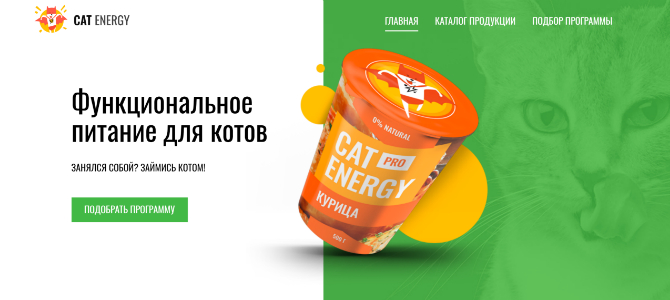 CAT ENERGY
ГЛАВНАЯ
КАТАЛОГ ПРОДУКЦИИ
ПОДБОР ПРОГРАММЫ
Функциональное
питание для котов
ЗАНЯЛСЯ СОБОЙ? ЗАЙМИСЬ КОТОМ!
ПОДОБРАТЬ ПРОГРАММУ
0% NATURAL
CAT PRO
ENERGY
КУРИЦА
500 Г